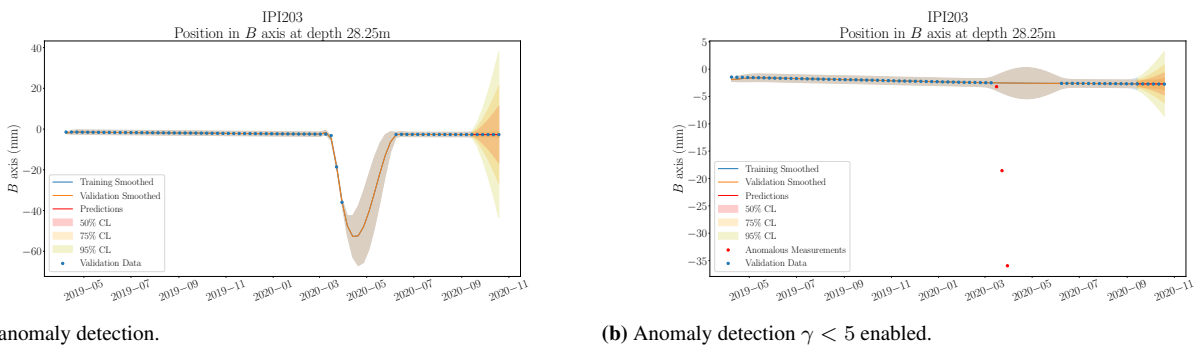 IPI203
Position in B axis at depth 28.25m
B axis (mm)
40
20
0
−20
−40
−60
Training Smoothed
Validation Smoothed
Predictions
50% CL
75% CL
95% CL
Validation Data
2019−05
2019−07
2019−09
2019−11
2020−01
2020−03
2020−05
2020−07
2020−09
2020−11
anomaly detection.
IPI203
Position in B axis at depth 28.25m
B axis (mm)
5
0
−5
−10
−15
−20
−25
−30
−35
Training Smoothed
Validation Smoothed
Predictions
50% CL
75% CL
95% CL
Anomalous Measurements
Validation Data
2019−05
2019−07
2019−09
2019−11
2020−01
2020−03
2020−05
2020−07
2020−09
2020−11
(b) Anomaly detection γ < 5 enabled.